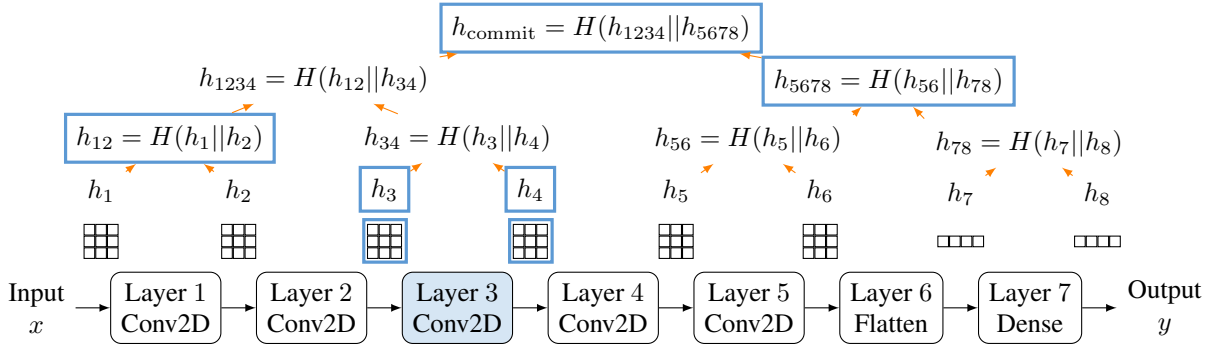 h_commit = H(h_1234||h_5678)
h_1234 = H(h_12||h_34)
h_5678 = H(h_56||h_78)
h_12 = H(h_1||h_2)
h_34 = H(h_3||h_4)
h_56 = H(h_5||h_6)
h_78 = H(h_7||h_8)
h_1
h_2
h_3
h_4
h_5
h_6
h_7
h_8
Input
x
Layer 1
Conv2D
Layer 2
Conv2D
Layer 3
Conv2D
Layer 4
Conv2D
Layer 5
Conv2D
Layer 6
Flatten
Layer 7
Dense
Output
y